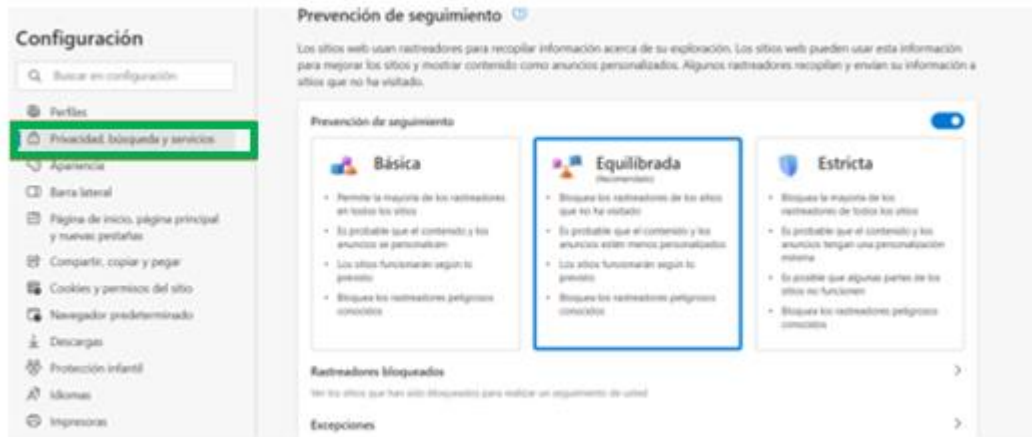 Configuración
Buscar en configuración
Perfiles
Privacidad, búsqueda y servicios
Apariencia
Barra lateral
Página de inicio, página principal
y nuevas pestañas
Compartir, copiar y pegar
Cookies y permisos del sitio
Navegador predeterminado
Descargas
Protección infantil
Idiomas
Impresoras
Prevención de seguimiento
Los sitios web usan rastreadores para recopilar información acerca de su exploración. Los sitios web pueden usar esta información
para mejorar los sitios y mostrar contenido como anuncios personalizados. Algunos rastreadores recopilan y envían su información a
sitios que no ha visitado.
Prevención de seguimiento
Básica
Permite la mayoría de los rastreadores
en todos los sitios
Es probable que el contenido y los
anuncios se personalicen
Los sitios funcionarán según lo
previsto
Bloquea los rastreadores peligrosos
conocidos
Equilibrada
(Recomendado)
Bloquea los rastreadores de los sitios
que no ha visitado
Es probable que el contenido y los
anuncios estén menos personalizados
Los sitios funcionarán según lo
previsto
Bloquea los rastreadores peligrosos
conocidos
Estricta
Bloquea la mayoría de los
rastreadores de todos los sitios
Es probable que el contenido y los
anuncios tengan una personalización
mínima
Es posible que algunas partes de los
sitios no funcionen
Bloquea los rastreadores peligrosos
conocidos
Rastreadores bloqueados
Ver los sitios que han sido bloqueados para realizar un seguimiento de usted
Excepciones